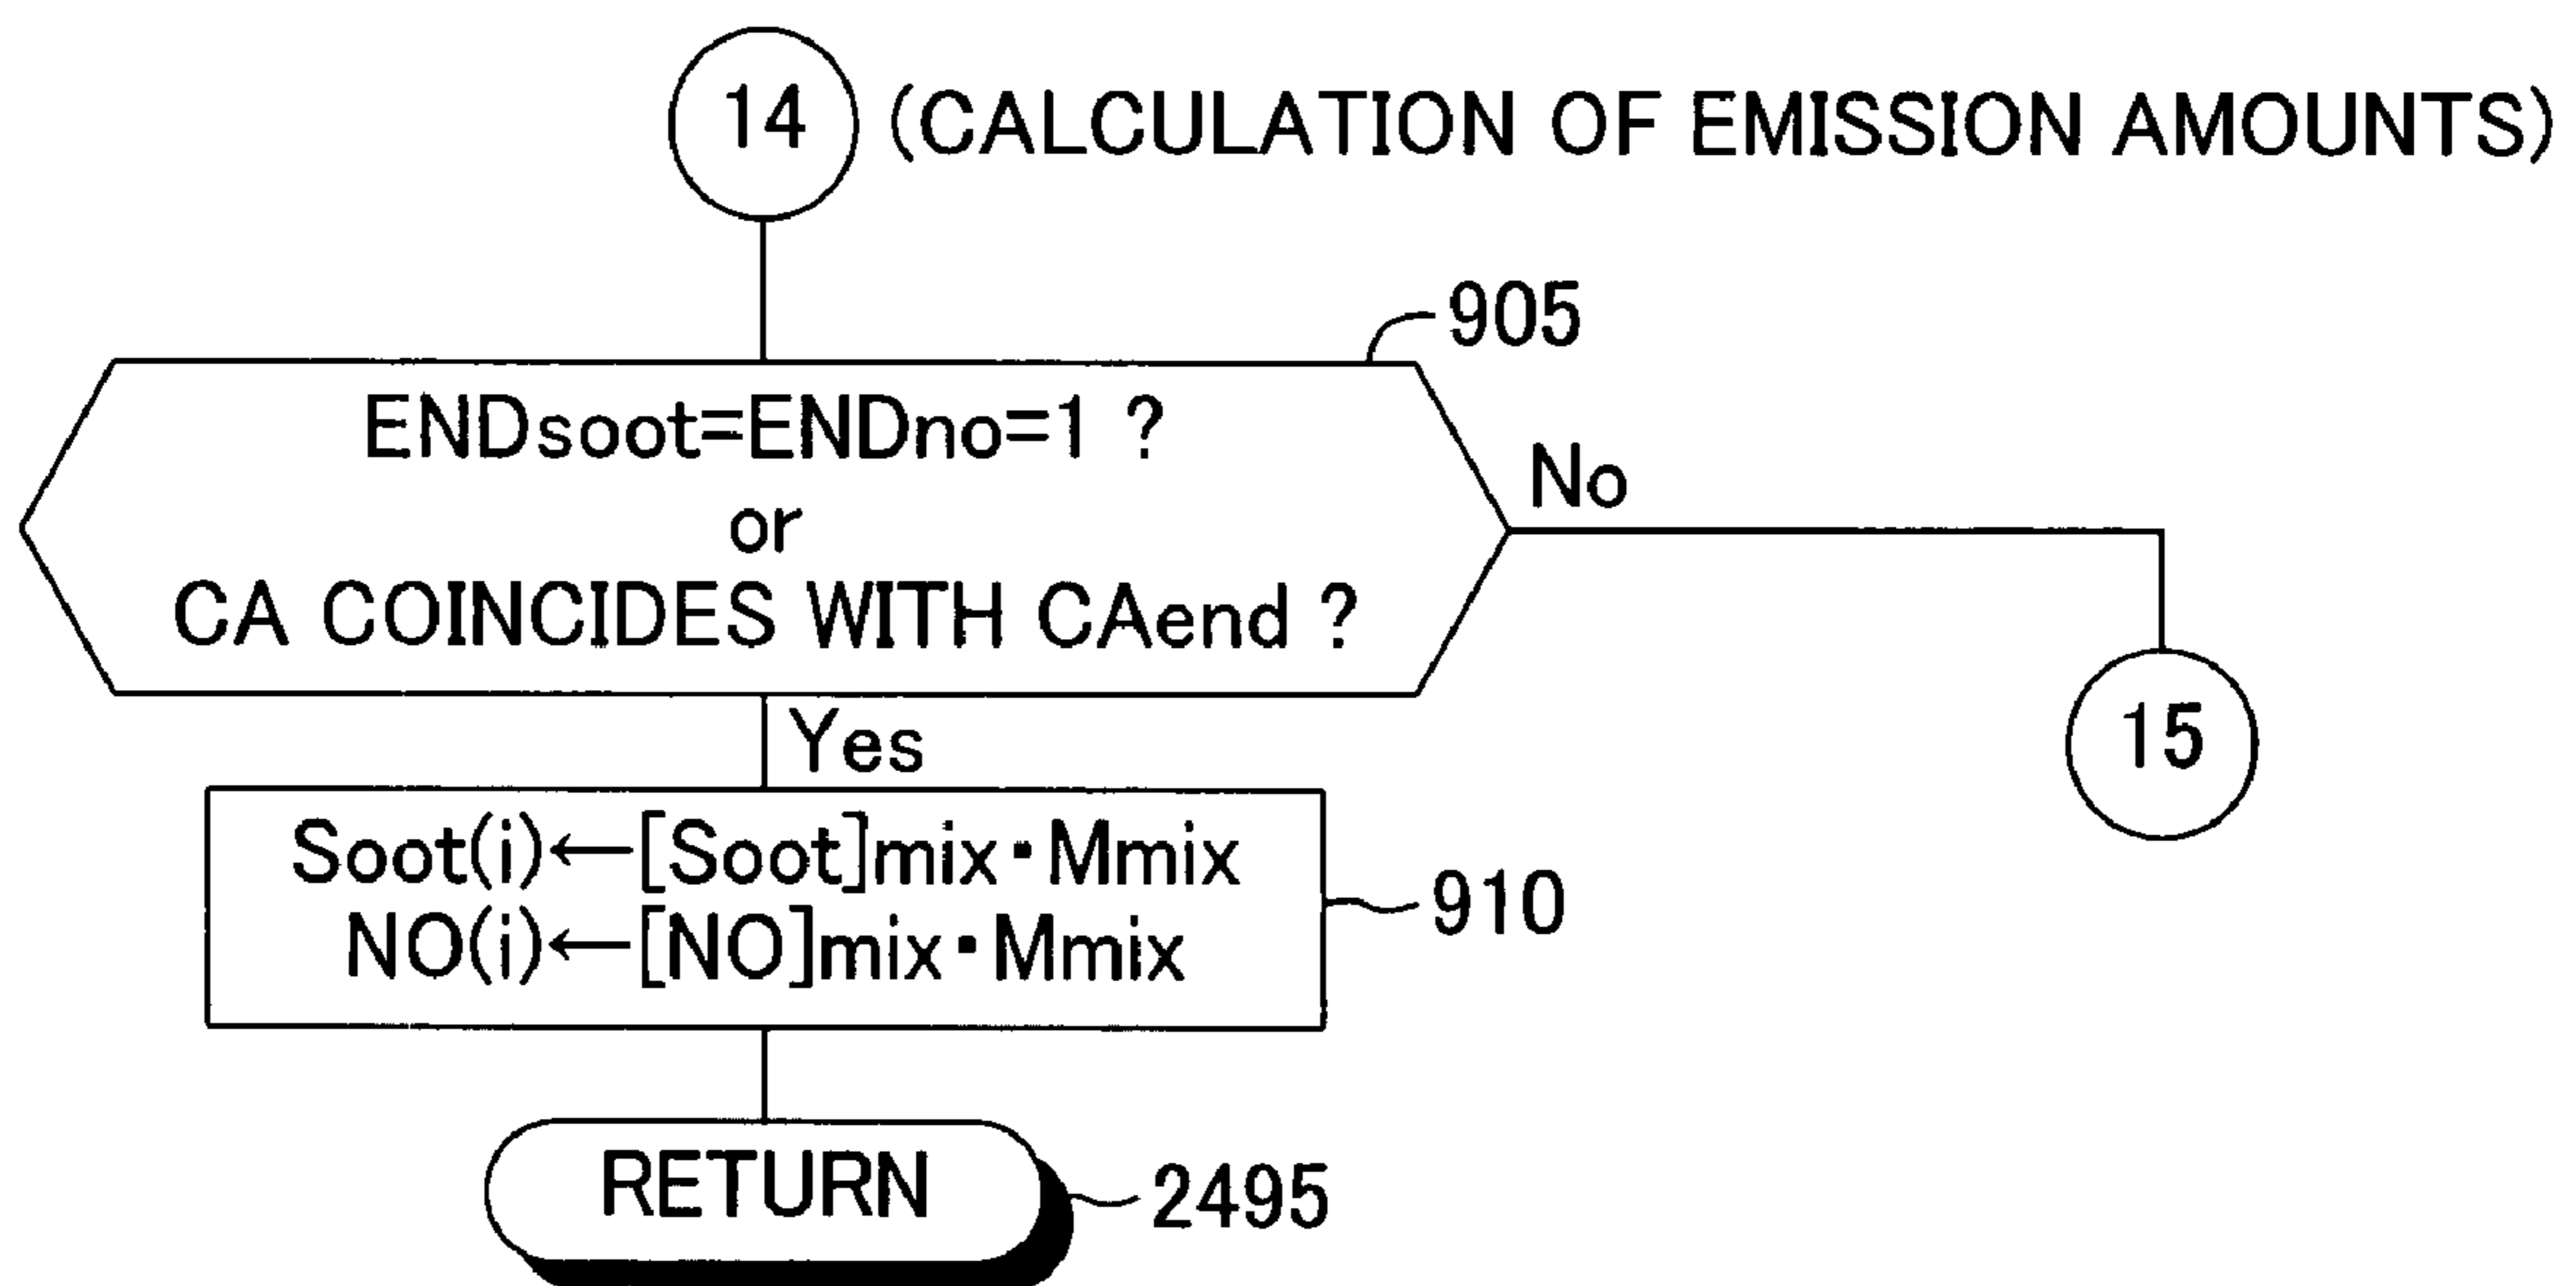 14 (CALCULATION OF EMISSION AMOUNTS)
905
ENDsoot=ENDno=1 ?
No
or
CA COINCIDES WITH CAend ?
15
Yes
Soot(i)←[Soot]mix·Mmix
910
NO(i)←[NO]mix·Mmix
RETURN
2495